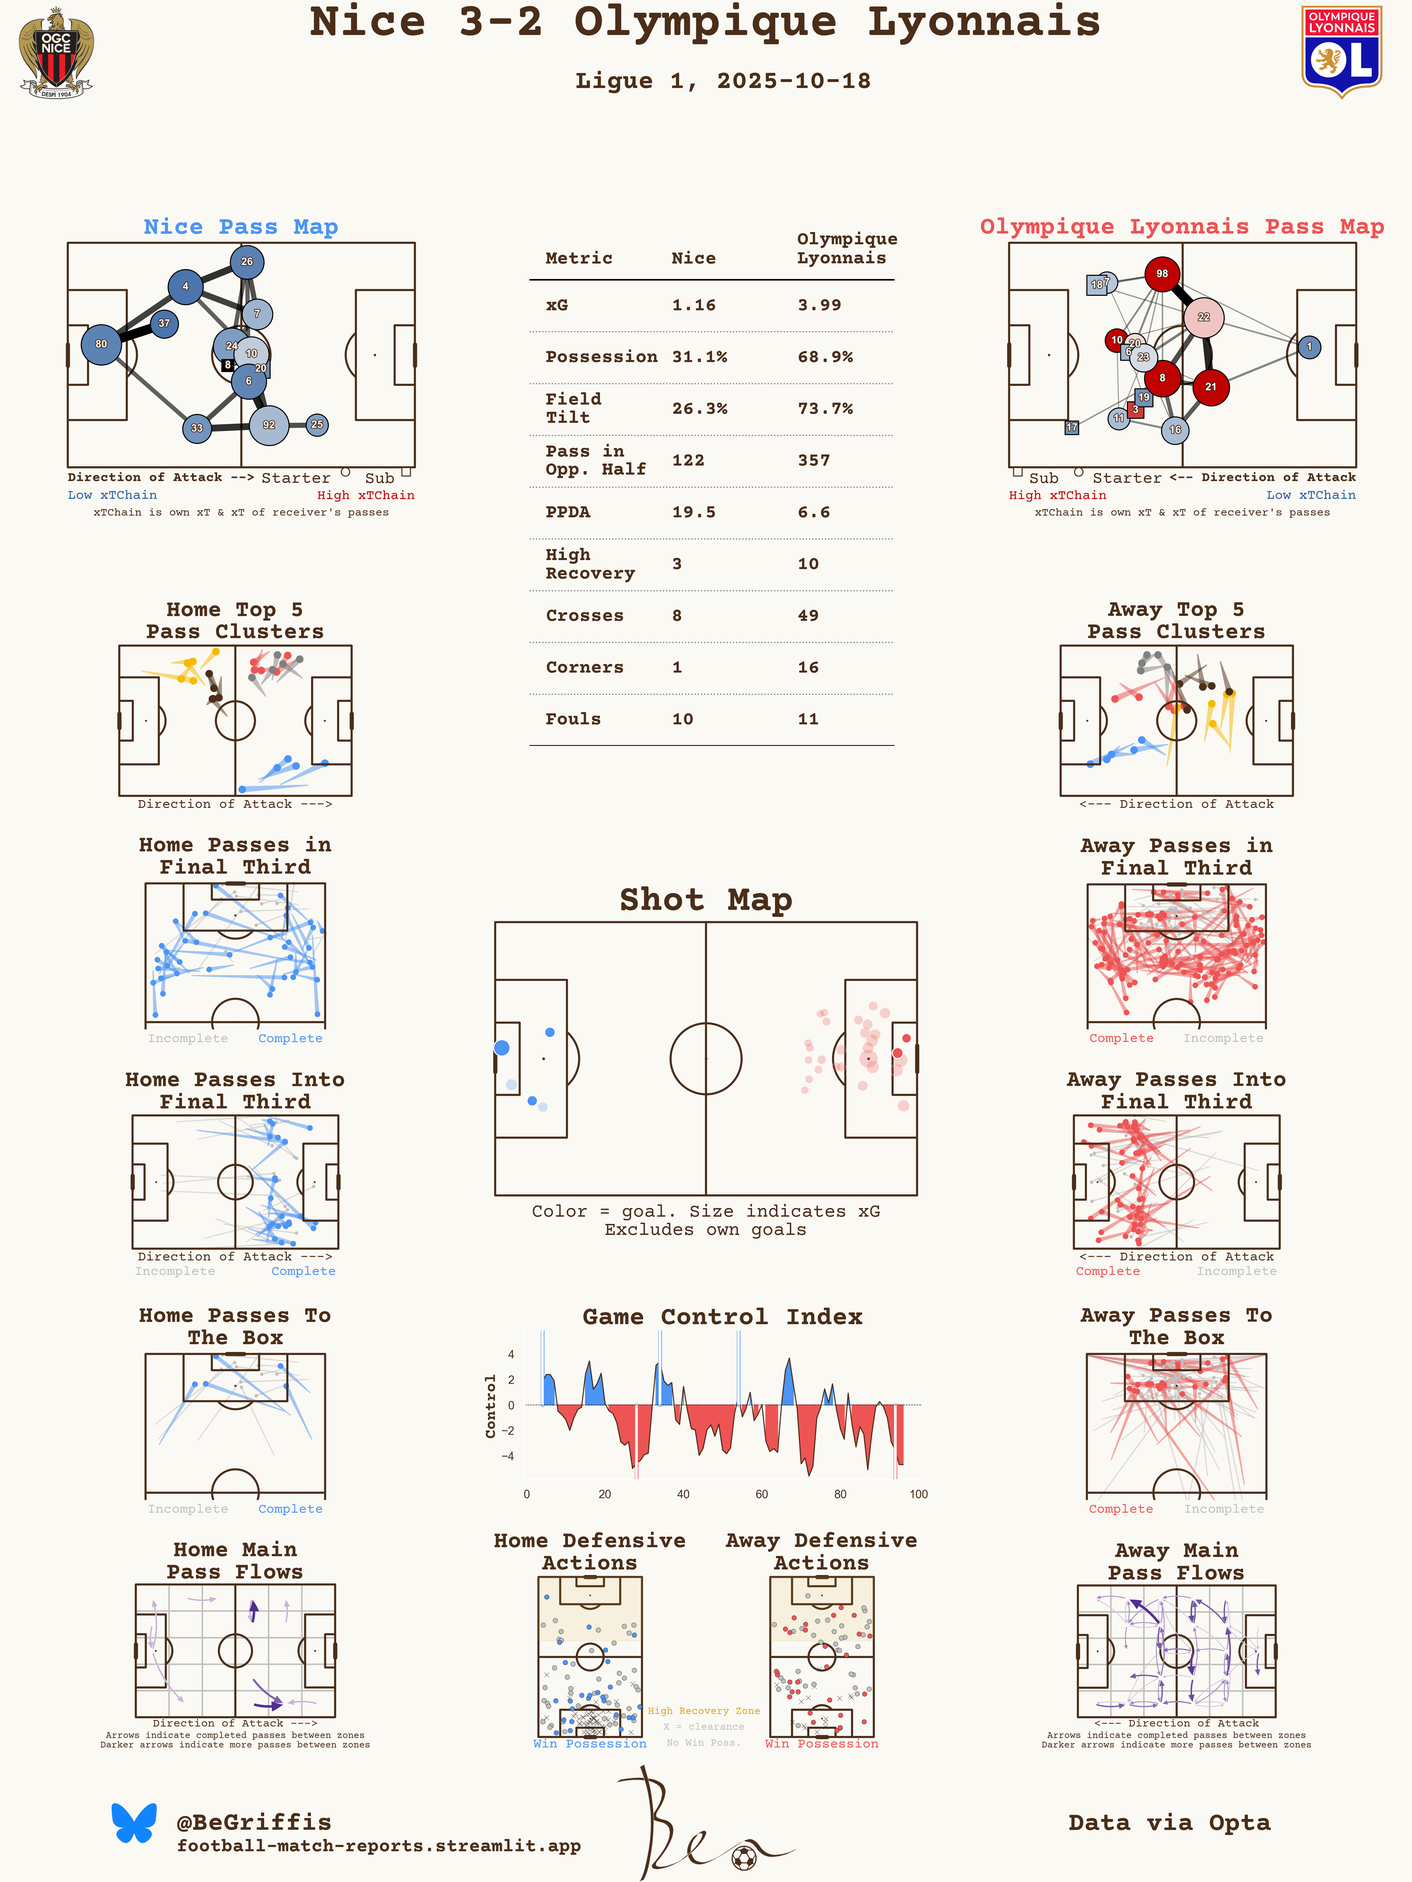 Nice 3-2 Olympique Lyonnais
Ligue 1, 2025-10-18
OGC
NICE
DESPI 1904
OLYMPIQUE
LYONNAIS
OL
Nice Pass Map
26
4
7
37
80
24
10
8
20
6
33
92
25
Direction of Attack --> Starter Sub
Low xTChain High xTChain
xTChain is own xT & xT of receiver's passes
Metric Nice Olympique Lyonnais
xG 1.16 3.99
Possession 31.1% 68.9%
Field Tilt 26.3% 73.7%
Pass in Opp. Half 122 357
PPDA 19.5 6.6
High Recovery 3 10
Crosses 8 49
Corners 1 16
Fouls 10 11
Olympique Lyonnais Pass Map
98
18
7
22
10
20
6
23
1
8
21
19
3
11
17
16
Sub Starter <-- Direction of Attack
High xTChain Low xTChain
xTChain is own xT & xT of receiver's passes
Home Top 5
Pass Clusters
Direction of Attack --->
Away Top 5
Pass Clusters
<--- Direction of Attack
Home Passes in
Final Third
Incomplete Complete
Shot Map
Color = goal. Size indicates xG
Excludes own goals
Away Passes in
Final Third
Complete Incomplete
Home Passes Into
Final Third
Direction of Attack --->
Incomplete Complete
Away Passes Into
Final Third
<--- Direction of Attack
Complete Incomplete
Home Passes To
The Box
Incomplete Complete
Game Control Index
Control
4
2
0
−2
−4
0 20 40 60 80 100
Away Passes To
The Box
Complete Incomplete
Home Main
Pass Flows
Direction of Attack --->
Arrows indicate completed passes between zones
Darker arrows indicate more passes between zones
Home Defensive
Actions
Win Possession
High Recovery Zone
X = clearance
No Win Poss.
Away Defensive
Actions
Win Possession
Away Main
Pass Flows
<--- Direction of Attack
Arrows indicate completed passes between zones
Darker arrows indicate more passes between zones
@BeGriffis
football-match-reports.streamlit.app
Ben
Data via Opta